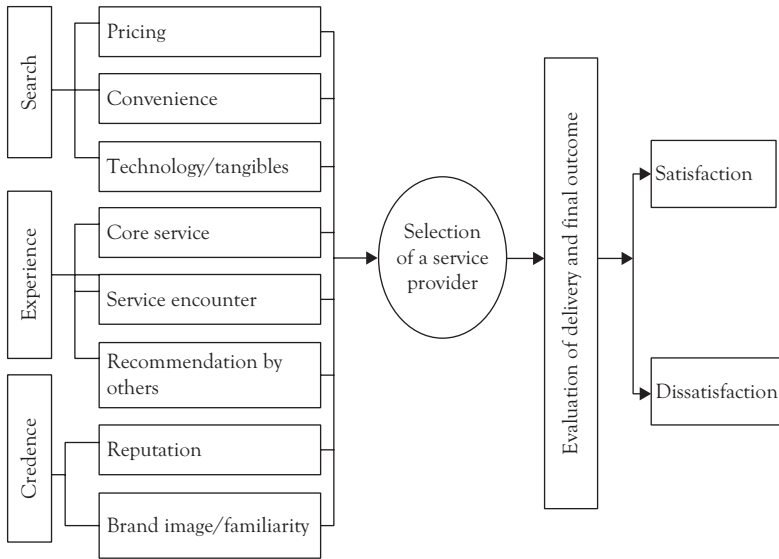 Search
Pricing
Convenience
Technology/tangibles
Experience
Core service
Service encounter
Recommendation by
others
Credence
Reputation
Brand image/familiarity
Selection
of a service
provider
Evaluation of delivery and final outcome
Satisfaction
Dissatisfaction